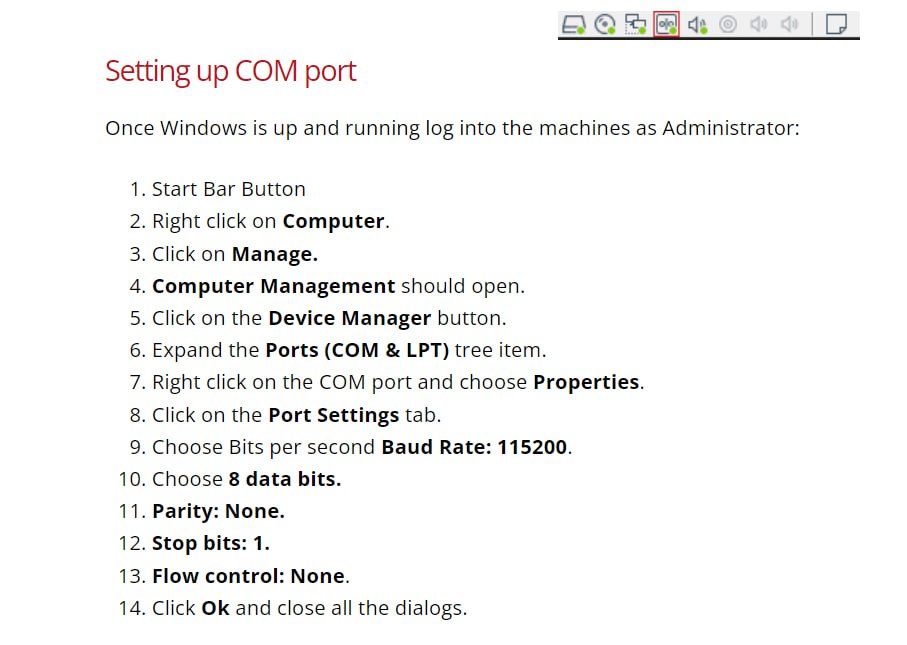 Setting up COM port
Once Windows is up and running log into the machines as Administrator:
1. Start Bar Button
2. Right click on Computer.
3. Click on Manage.
4. Computer Management should open.
5. Click on the Device Manager button.
6. Expand the Ports (COM & LPT) tree item.
7. Right click on the COM port and choose Properties.
8. Click on the Port Settings tab.
9. Choose Bits per second Baud Rate: 115200.
10. Choose 8 data bits.
11. Parity: None.
12. Stop bits: 1.
13. Flow control: None.
14. Click Ok and close all the dialogs.